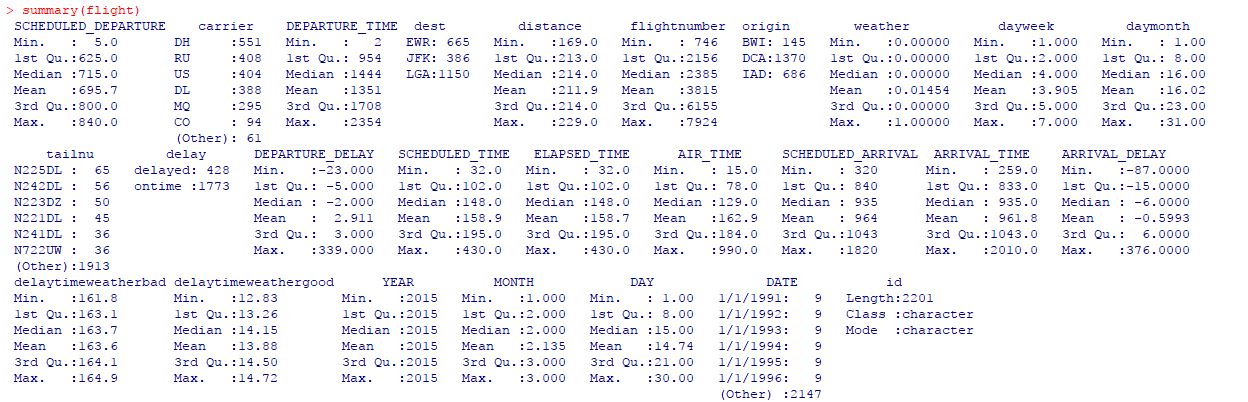 > summary(flight)
SCHEDULED_DEPARTURE carrier DEPARTURE_TIME dest distance flightnumber origin weather dayweek daymonth
Min. : 5.0 DH :551 Min. : 2 EWR: 665 Min. :169.0 Min. : 746 BWI: 145 Min. :0.00000 Min. :1.000 Min. : 1.00
1st Qu.:625.0 RU :408 1st Qu.: 954 JFK: 386 1st Qu.:213.0 1st Qu.:2156 DCA:1370 1st Qu.:0.00000 1st Qu.:2.000 1st Qu.: 8.00
Median :715.0 US :404 Median :1444 LGA:1150 Median :214.0 Median :2385 IAD: 686 Median :0.00000 Median :4.000 Median :16.00
Mean :695.7 DL :388 Mean :1351 Mean :211.9 Mean :3815 Mean :0.01454 Mean :3.905 Mean :16.02
3rd Qu.:800.0 MQ :295 3rd Qu.:1708 3rd Qu.:214.0 3rd Qu.:6155 3rd Qu.:0.00000 3rd Qu.:5.000 3rd Qu.:23.00
Max. :840.0 CO : 94 Max. :2354 Max. :229.0 Max. :7924 Max. :1.00000 Max. :7.000 Max. :31.00
(Other): 61
tailnu delay DEPARTURE_DELAY SCHEDULED_TIME ELAPSED_TIME AIR_TIME SCHEDULED_ARRIVAL ARRIVAL_TIME ARRIVAL_DELAY
N225DL : 65 delayed: 428 Min. :-23.000 Min. : 32.0 Min. : 32.0 Min. : 15.0 Min. : 320 Min. : 259.0 Min. :-87.0000
N242DL : 56 ontime :1773 1st Qu.: -5.000 1st Qu.:102.0 1st Qu.:102.0 1st Qu.: 78.0 1st Qu.: 840 1st Qu.: 833.0 1st Qu.:-15.0000
N223DZ : 50 Median : -2.000 Median :148.0 Median :148.0 Median :129.0 Median : 935 Median : 935.0 Median : -6.0000
N221DL : 45 Mean : 2.911 Mean :158.9 Mean :158.7 Mean :162.9 Mean : 964 Mean : 961.8 Mean : -0.5993
N241DL : 36 3rd Qu.: 3.000 3rd Qu.:195.0 3rd Qu.:195.0 3rd Qu.:184.0 3rd Qu.:1043 3rd Qu.:1043.0 3rd Qu.: 6.0000
N722UW : 36 Max. :339.000 Max. :430.0 Max. :430.0 Max. :990.0 Max. :1820 Max. :2010.0 Max. :376.0000
(Other):1913
delaytimeweatherbad delaytimeweathergood YEAR MONTH DAY DATE id
Min. :161.8 Min. :12.83 Min. :2015 Min. :1.000 Min. : 1.00 1/1/1991: 9 Length:2201
1st Qu.:163.1 1st Qu.:13.26 1st Qu.:2015 1st Qu.:2.000 1st Qu.: 8.00 1/1/1992: 9 Class :character
Median :163.7 Median :14.15 Median :2015 Median :2.000 Median :15.00 1/1/1993: 9 Mode :character
Mean :163.6 Mean :13.88 Mean :2015 Mean :2.135 Mean :14.74 1/1/1994: 9
3rd Qu.:164.1 3rd Qu.:14.50 3rd Qu.:2015 3rd Qu.:3.000 3rd Qu.:21.00 1/1/1995: 9
Max. :164.9 Max. :14.72 Max. :2015 Max. :3.000 Max. :30.00 1/1/1996: 9
(Other) :2147